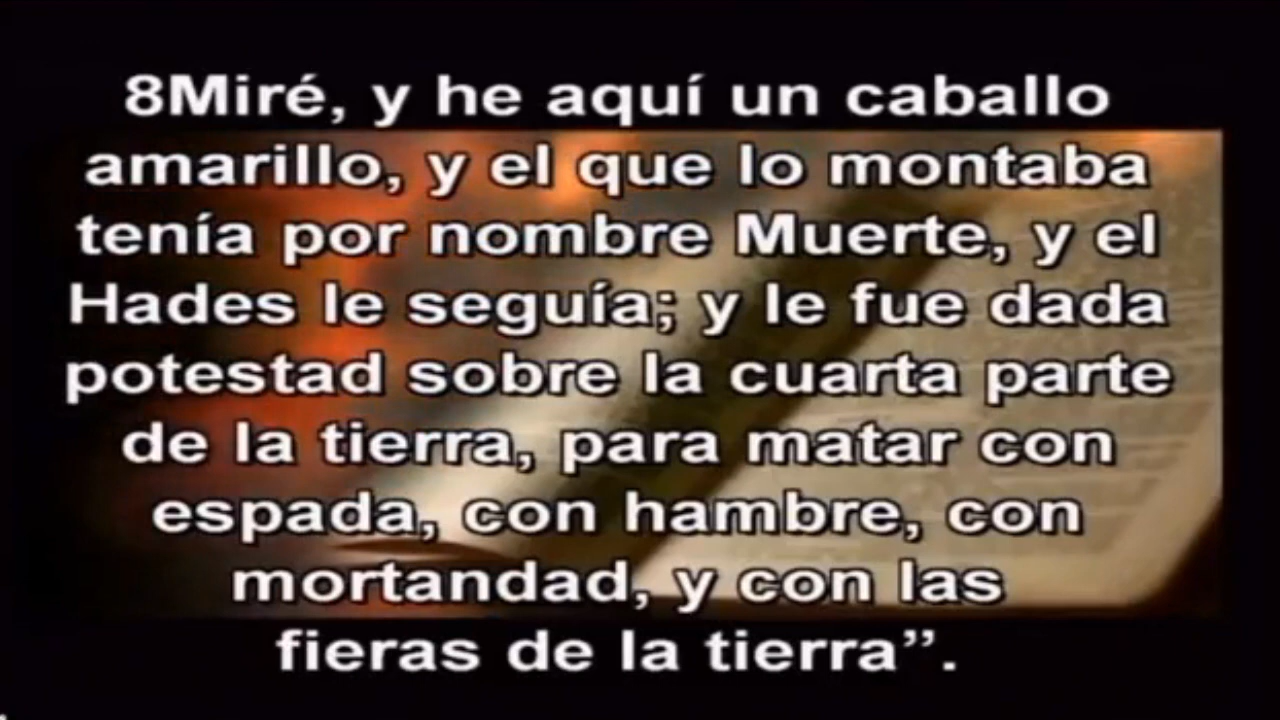 8Miré, y he aquí un caballo
amarillo, y el que lo montaba
tenía por nombre Muerte, y el
Hades le seguía; y le fue dada
potestad sobre la cuarta parte
de la tierra, para matar con
espada, con hambre, con
mortandad, y con las
fieras de la tierra”.